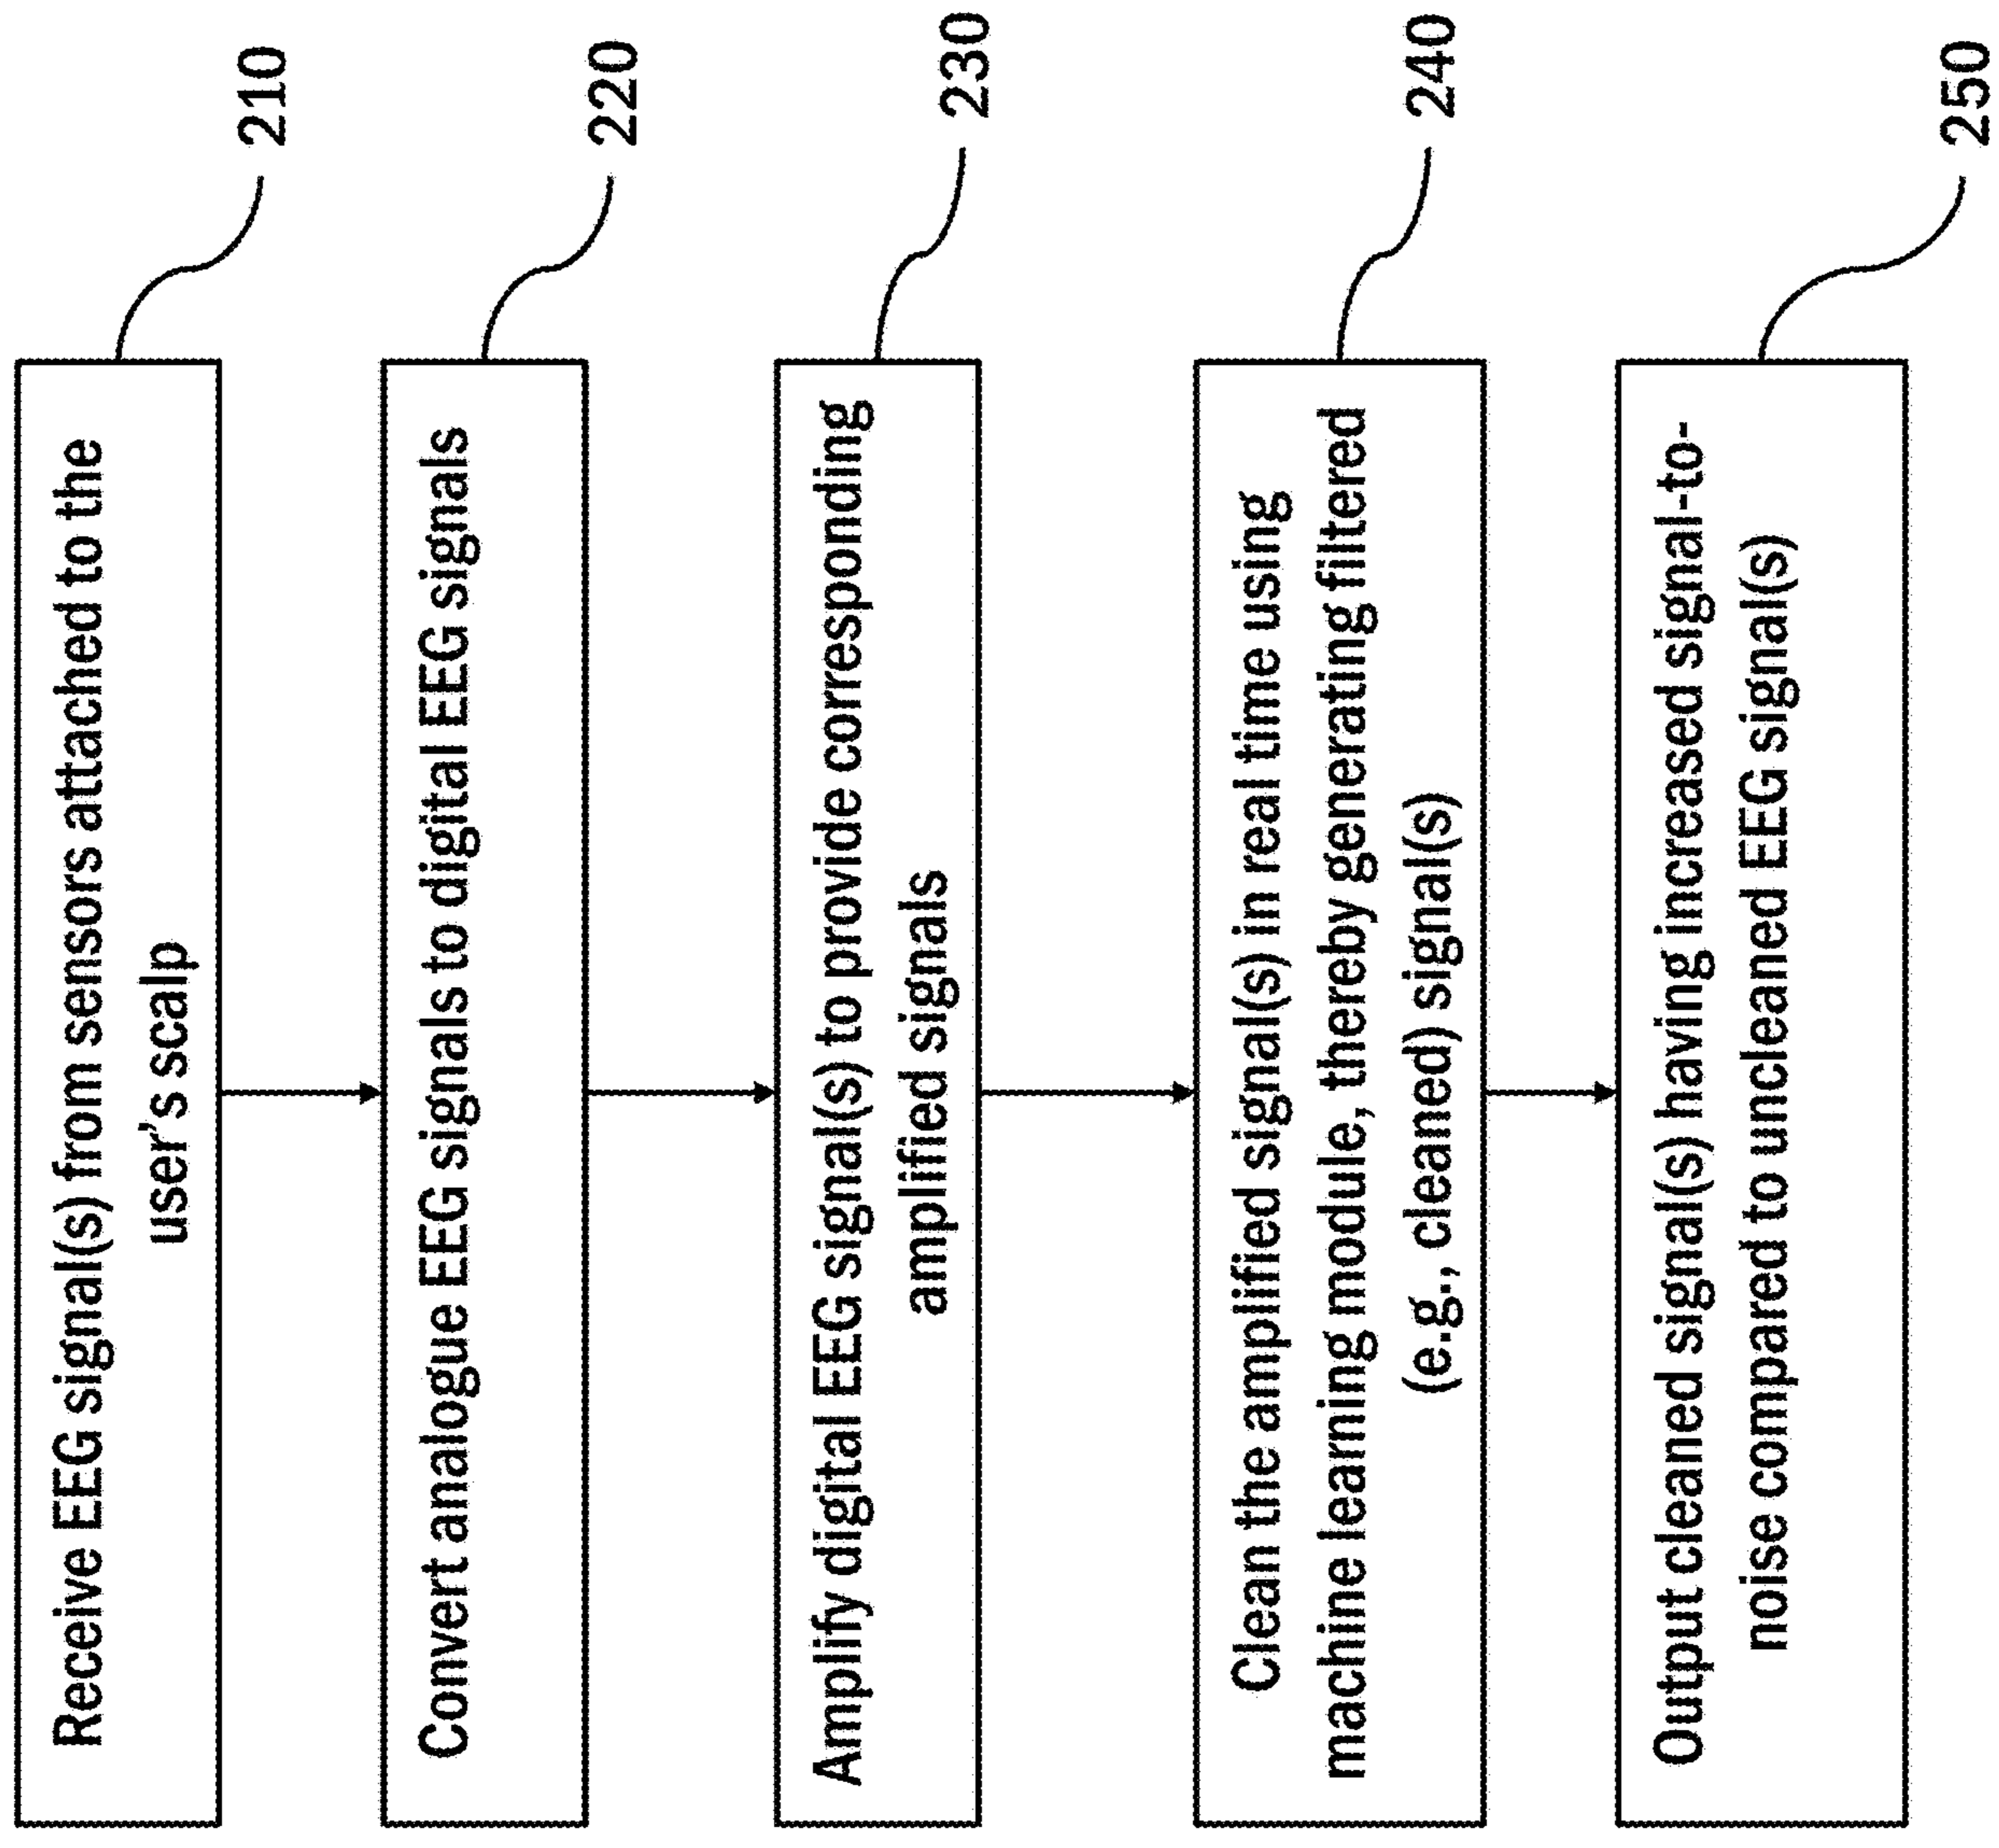 Receive EEG signal(s) from sensors attached to the
user's scalp
210
Convert analogue EEG signals to digital EEG signals
220
Amplify digital EEG signal(s) to provide corresponding
amplified signals
230
Clean the amplified signal(s) in real time using
machine learning module, thereby generating filtered
(e.g., cleaned) signal(s)
240
Output cleaned signal(s) having increased signal-to-
noise compared to uncleaned EEG signal(s)
250